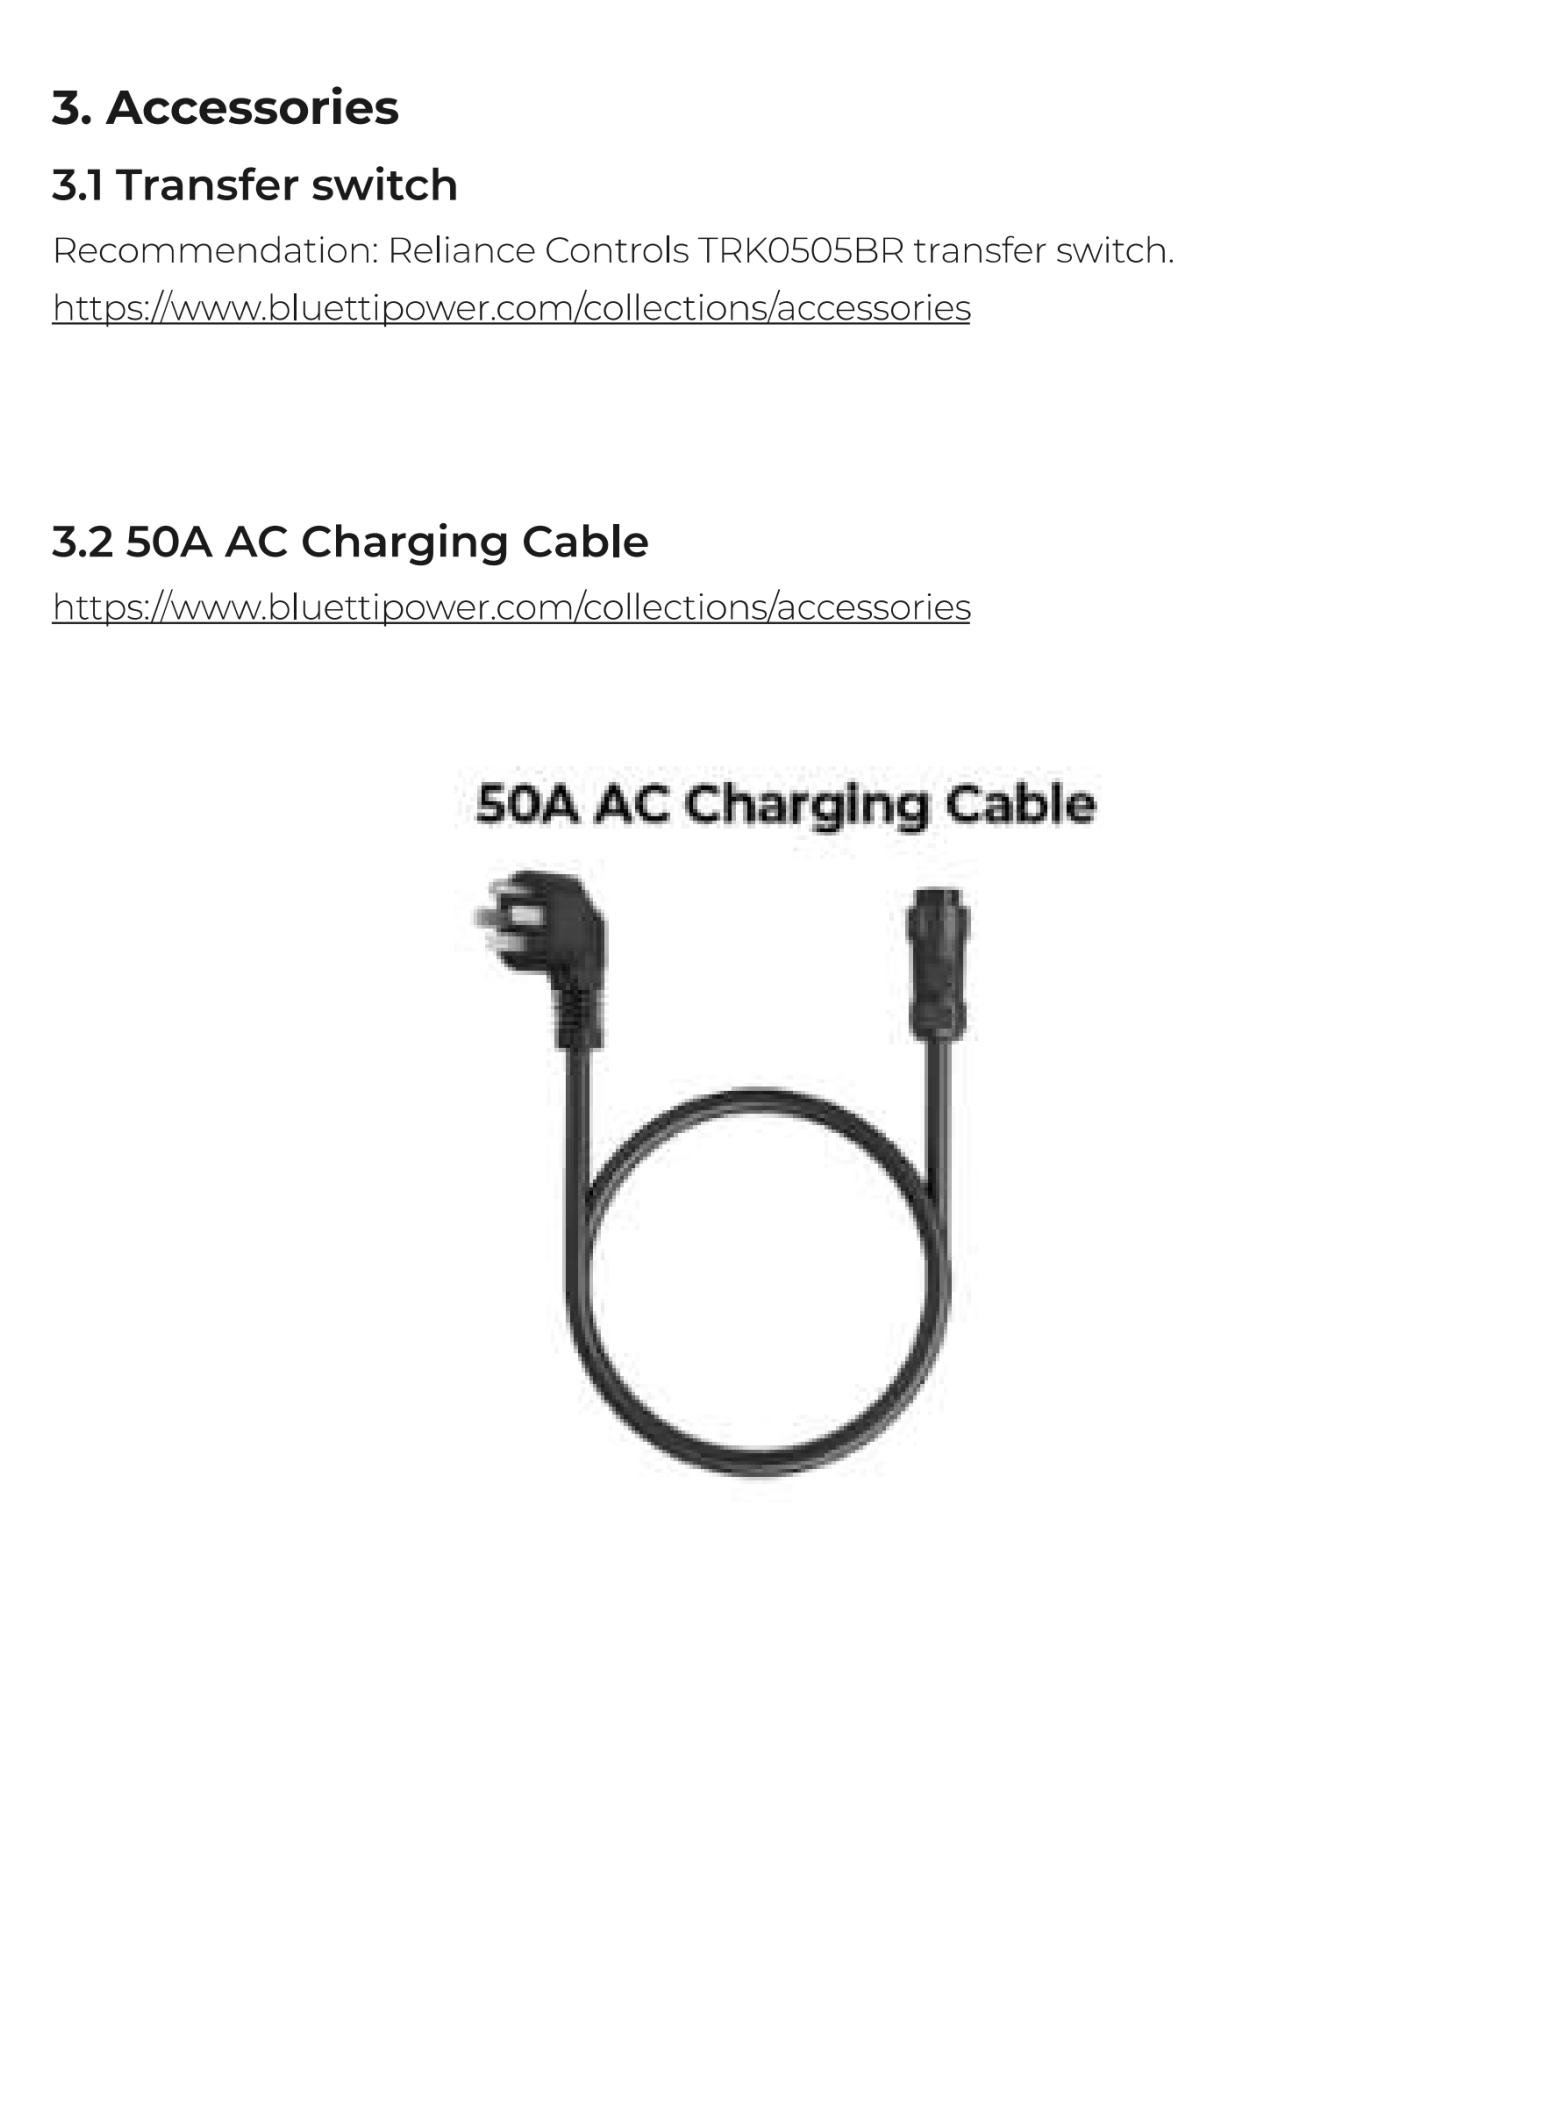 3. Accessories
3.1 Transfer switch
Recommendation: Reliance Controls TRK0505BR transfer switch.
https://www.bluettipower.com/collections/accessories
3.2 50A AC Charging Cable
https://www.bluettipower.com/collections/accessories
50A AC Charging Cable